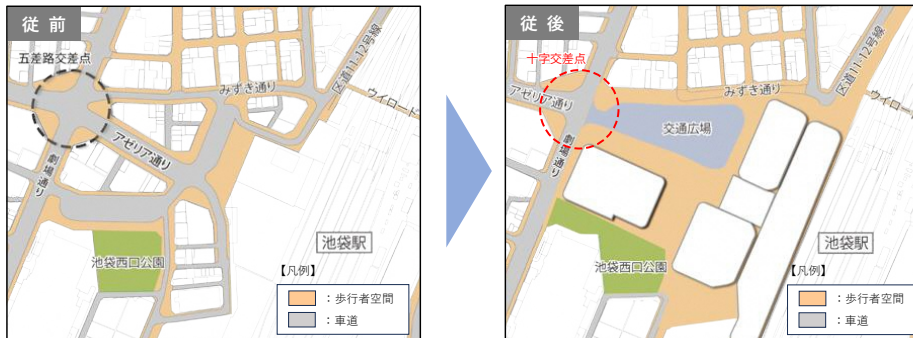 従前
五差路交差点
みずき通り
区道11-12号線
ウイロード
アゼリア通り
劇場通り
池袋西口公園
池袋駅
【凡例】
：歩行者空間
：車道
従後
十字交差点
アゼリア通り
みずき通り
区道11-12号線
ウイロード
交通広場
劇場通り
池袋西口公園
池袋駅
【凡例】
：歩行者空間
：車道